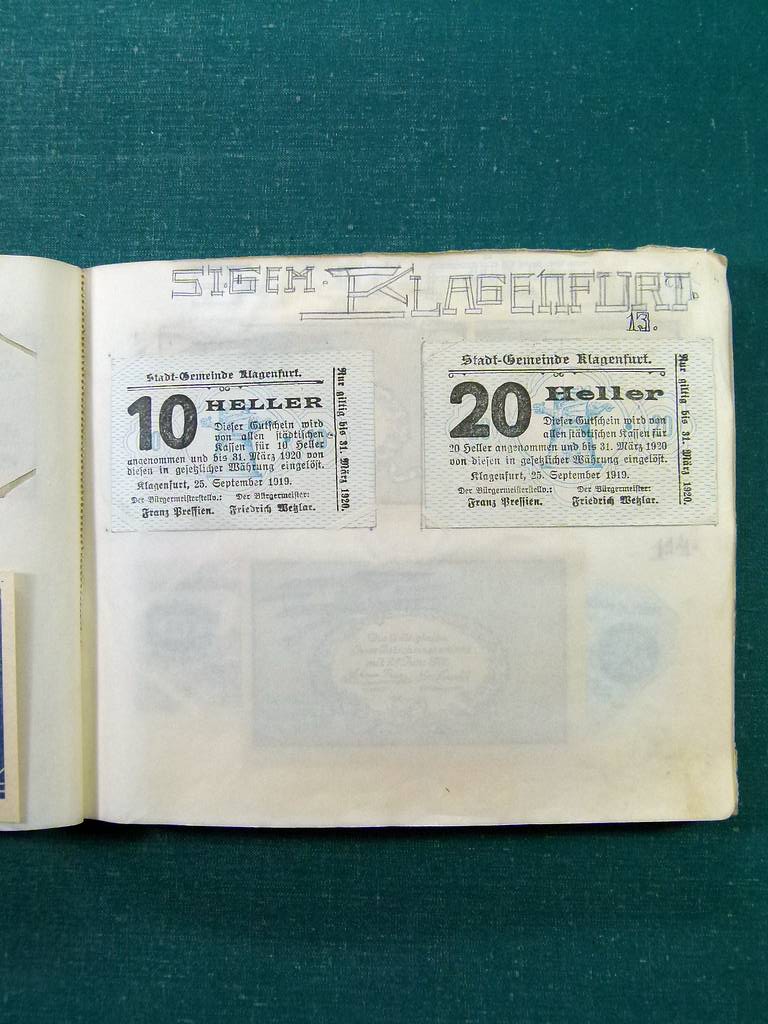 ST. GEM. KLAGENFURT.
13.
Stadt-Gemeinde Klagenfurt.
10 HELLER
Dieser Gutschein wird
von allen städtischen
Kassen für 10 Heller
angenommen und bis 31. März 1920 von
diesen in gesetzlicher Währung eingelöst.
Klagenfurt, 25. September 1919.
Der Bürgermeisterstellv.: Der Bürgermeister:
Franz Pressien. Friedrich Wetzlar.
Nur gültig bis 31. März 1920.
Stadt-Gemeinde Klagenfurt.
20 Heller
Dieser Gutschein wird von
allen städtischen Kassen für
20 Heller angenommen und bis 31. März 1920
von diesen in gesetzlicher Währung eingelöst.
Klagenfurt, 25. September 1919.
Der Bürgermeisterstellv.: Der Bürgermeister:
Franz Pressien. Friedrich Wetzlar.
Nur gültig bis 31. März 1920.